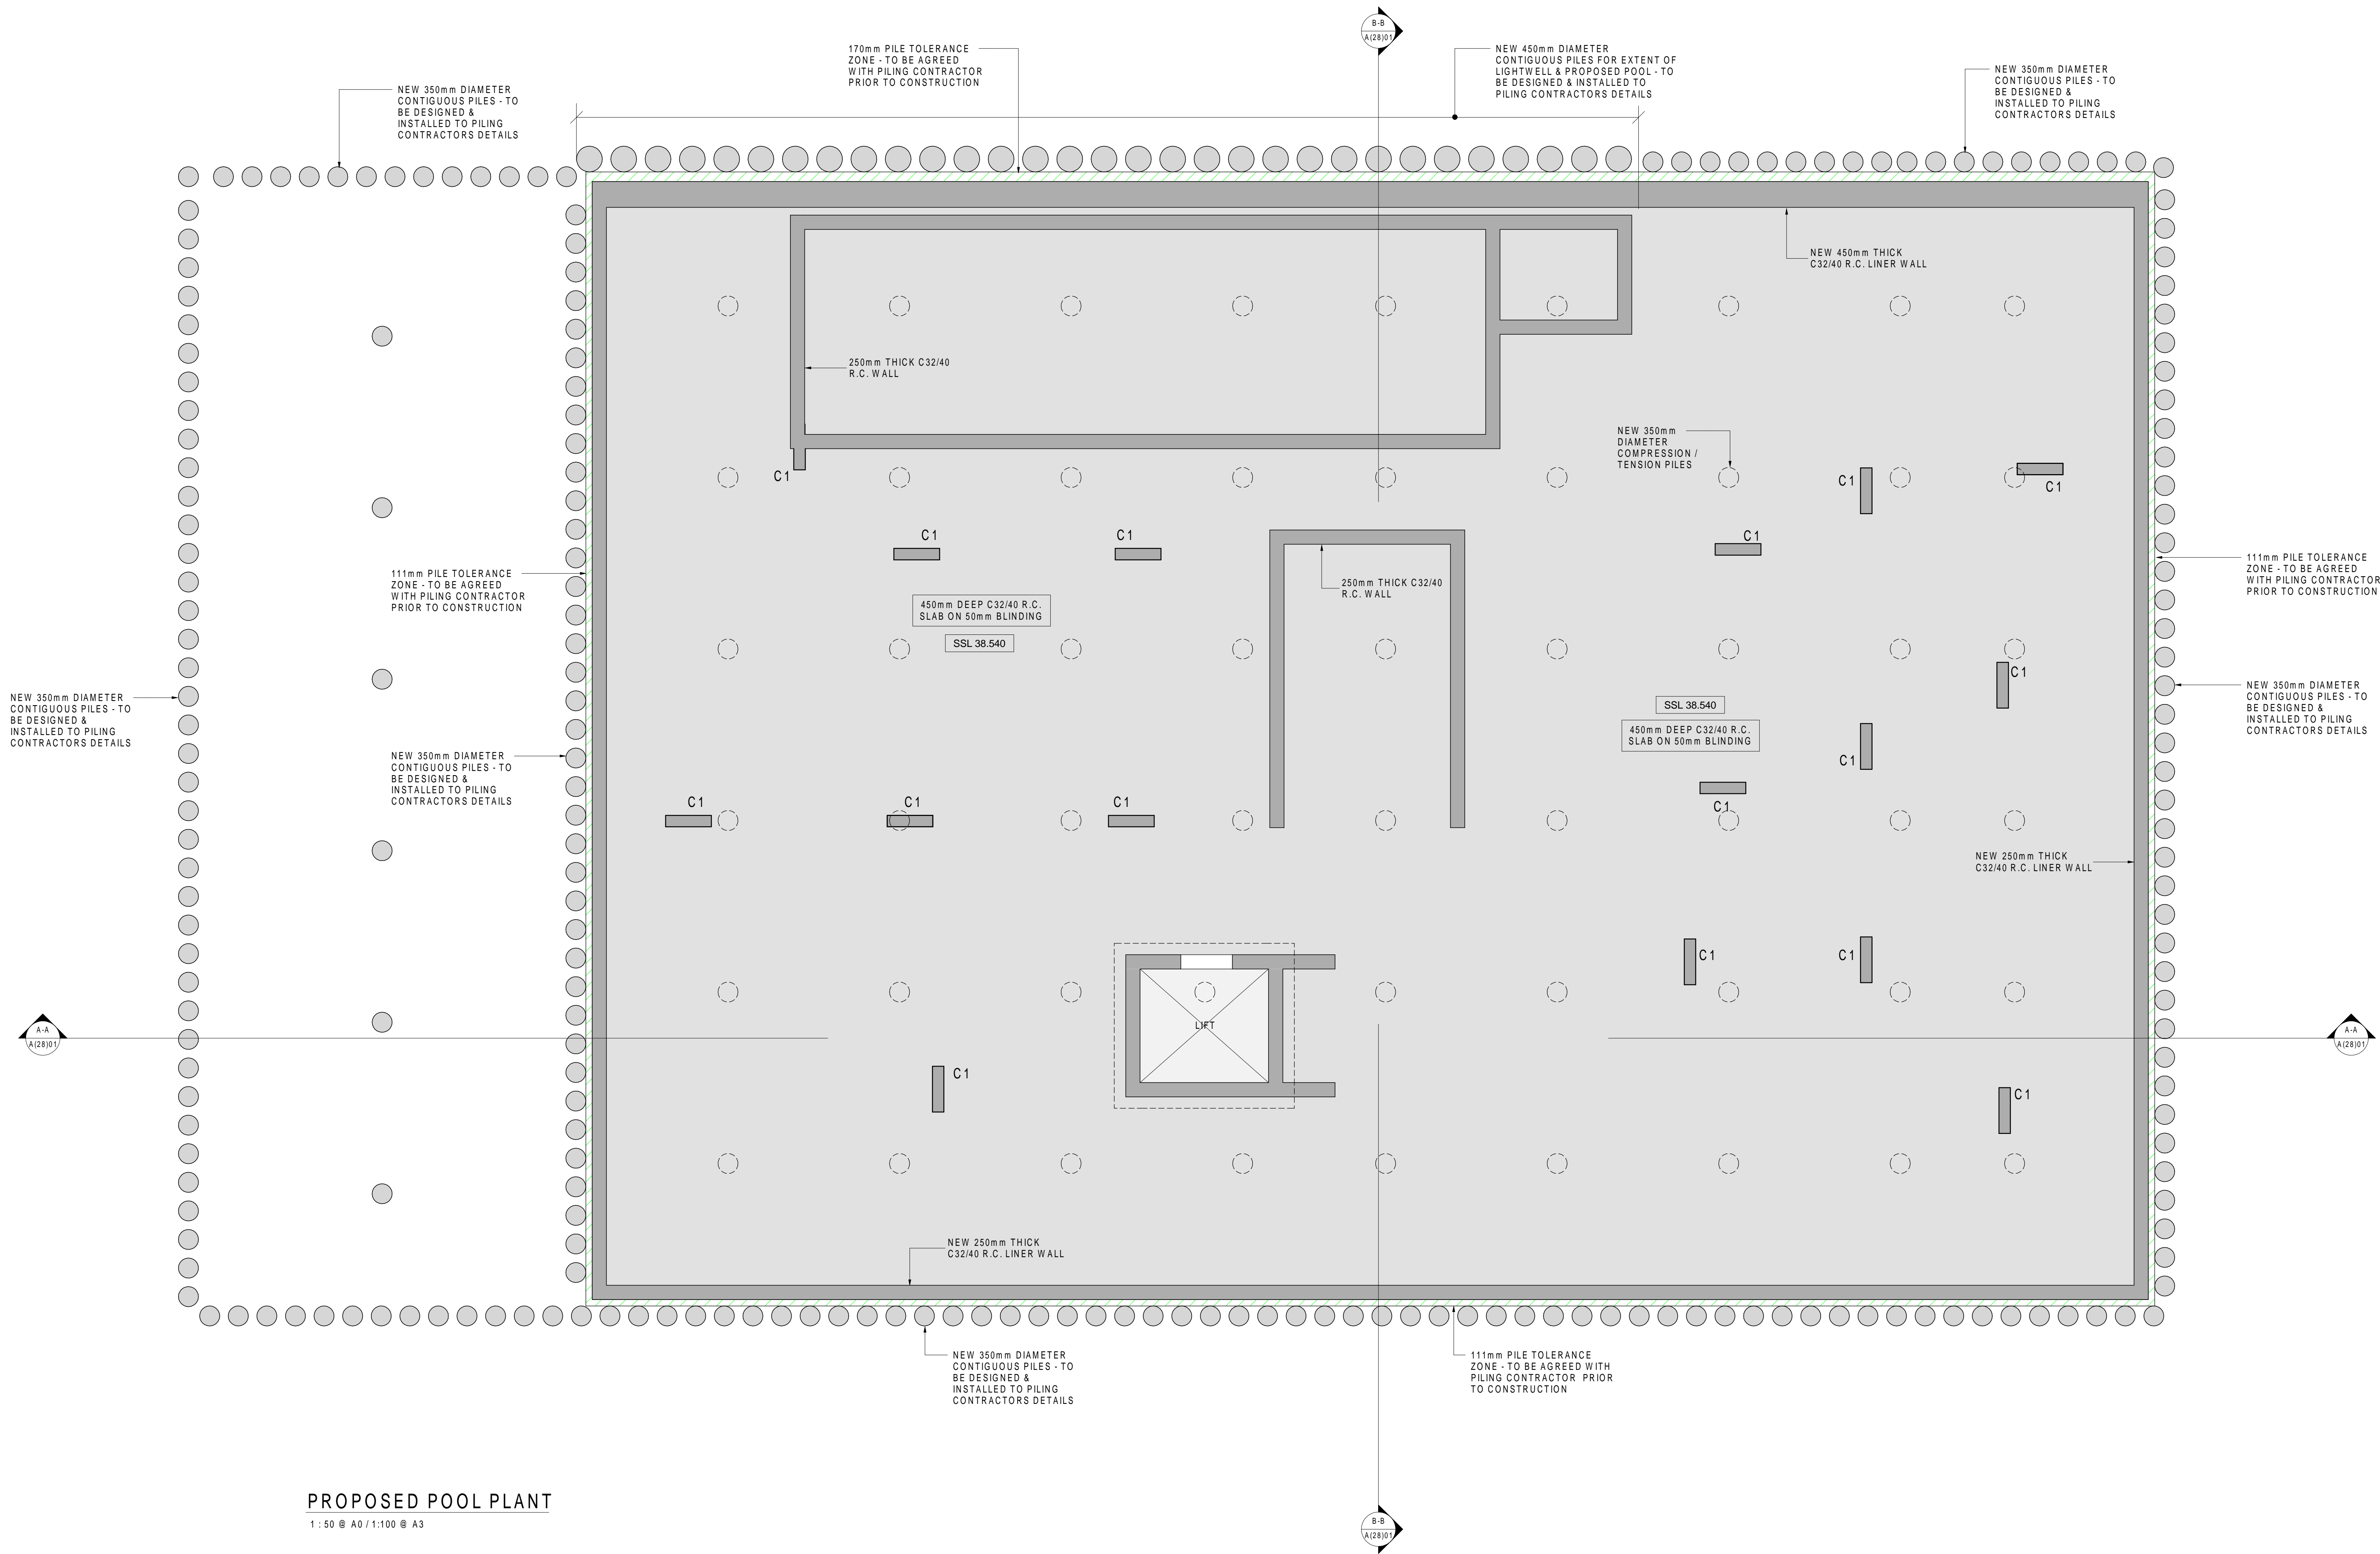 B-B
A(28)01
170mm PILE TOLERANCE
ZONE - TO BE AGREED
WITH PILING CONTRACTOR
PRIOR TO CONSTRUCTION
NEW 450mm DIAMETER
CONTIGUOUS PILES FOR EXTENT OF
LIGHTWELL & PROPOSED POOL - TO
BE DESIGNED & INSTALLED TO
PILING CONTRACTORS DETAILS
NEW 350mm DIAMETER
CONTIGUOUS PILES - TO
BE DESIGNED &
INSTALLED TO PILING
CONTRACTORS DETAILS
NEW 350mm DIAMETER
CONTIGUOUS PILES - TO
BE DESIGNED &
INSTALLED TO PILING
CONTRACTORS DETAILS
NEW 450mm THICK
C32/40 R.C. LINER WALL
250mm THICK C32/40
R.C. WALL
NEW 350mm
DIAMETER
COMPRESSION /
TENSION PILES
C1
C1
C1
C1
C1
C1
111mm PILE TOLERANCE
ZONE - TO BE AGREED
WITH PILING CONTRACTOR
PRIOR TO CONSTRUCTION
250mm THICK C32/40
R.C. WALL
111mm PILE TOLERANCE
ZONE - TO BE AGREED
WITH PILING CONTRACTOR
PRIOR TO CONSTRUCTION
450mm DEEP C32/40 R.C.
SLAB ON 50mm BLINDING
SSL 38.540
C1
NEW 350mm DIAMETER
CONTIGUOUS PILES - TO
BE DESIGNED &
INSTALLED TO PILING
CONTRACTORS DETAILS
SSL 38.540
450mm DEEP C32/40 R.C.
SLAB ON 50mm BLINDING
NEW 350mm DIAMETER
CONTIGUOUS PILES - TO
BE DESIGNED &
INSTALLED TO PILING
CONTRACTORS DETAILS
NEW 350mm DIAMETER
CONTIGUOUS PILES - TO
BE DESIGNED &
INSTALLED TO PILING
CONTRACTORS DETAILS
C1
C1
C1
C1
C1
NEW 250mm THICK
C32/40 R.C. LINER WALL
C1
C1
LIFT
A-A
A(28)01
A-A
A(28)01
C1
C1
NEW 250mm THICK
C32/40 R.C. LINER WALL
NEW 350mm DIAMETER
CONTIGUOUS PILES - TO
BE DESIGNED &
INSTALLED TO PILING
CONTRACTORS DETAILS
111mm PILE TOLERANCE
ZONE - TO BE AGREED WITH
PILING CONTRACTOR PRIOR
TO CONSTRUCTION
PROPOSED POOL PLANT
1 : 50 @ A0 / 1:100 @ A3
B-B
A(28)01